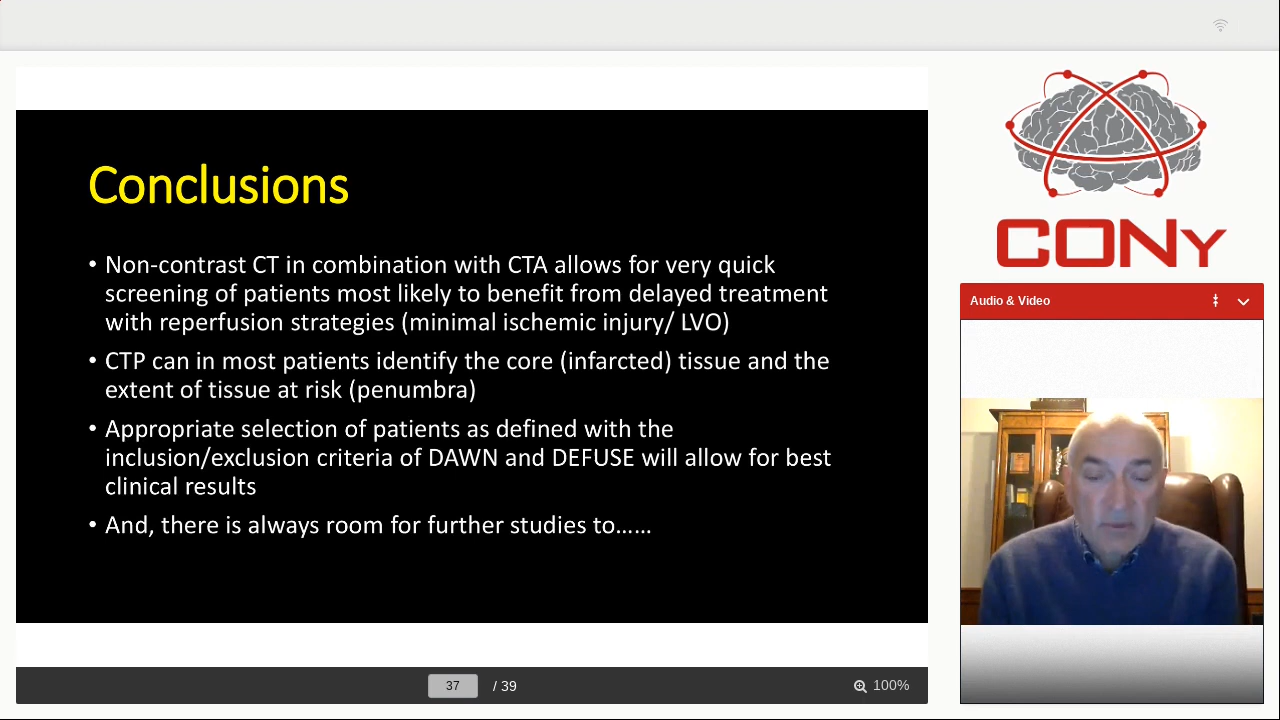 Conclusions
• Non-contrast CT in combination with CTA allows for very quick
screening of patients most likely to benefit from delayed treatment
with reperfusion strategies (minimal ischemic injury/ LVO)
• CTP can in most patients identify the core (infarcted) tissue and the
extent of tissue at risk (penumbra)
• Appropriate selection of patients as defined with the
inclusion/exclusion criteria of DAWN and DEFUSE will allow for best
clinical results
• And, there is always room for further studies to……
37 / 39
100%
CONy
Audio & Video